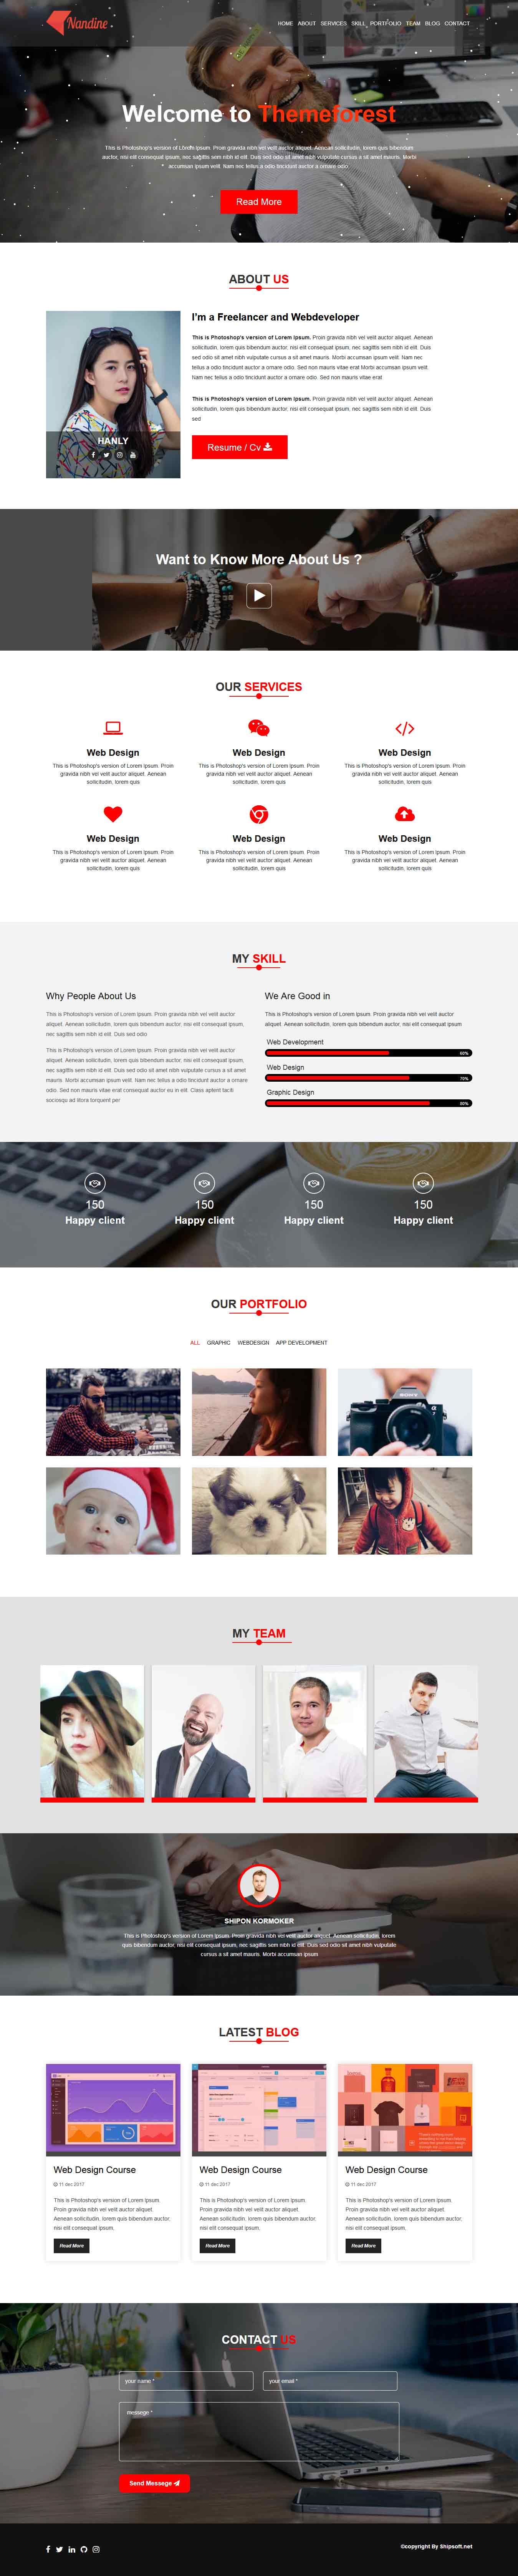 Nandine
HOME ABOUT SERVICES SKILL PORTFOLIO TEAM BLOG CONTACT
Welcome to Themeforest
This is Photoshop's version of Lorem Ipsum. Proin gravida nibh vel velit auctor aliquet. Aenean sollicitudin, lorem quis bibendum
auctor, nisi elit consequat ipsum, nec sagittis sem nibh id elit. Duis sed odio sit amet nibh vulputate cursus a sit amet mauris. Morbi
accumsan ipsum velit. Nam nec tellus a odio tincidunt auctor a ornare odio.
Read More
ABOUT US
I'm a Freelancer and Webdeveloper
This is Photoshop's version of Lorem Ipsum. Proin gravida nibh vel velit auctor aliquet. Aenean
sollicitudin, lorem quis bibendum auctor, nisi elit consequat ipsum, nec sagittis sem nibh id elit. Duis
sed odio sit amet nibh vulputate cursus a sit amet mauris. Morbi accumsan ipsum velit. Nam nec
tellus a odio tincidunt auctor a ornare odio. Sed non mauris vitae erat Morbi accumsan ipsum velit.
Nam nec tellus a odio tincidunt auctor a ornare odio. Sed non mauris vitae erat
This is Photoshop's version of Lorem Ipsum. Proin gravida nibh vel velit auctor aliquet. Aenean
sollicitudin, lorem quis bibendum auctor, nisi elit consequat ipsum, nec sagittis sem nibh id elit. Duis
sed
HANLY
Resume / Cv
Want to Know More About Us ?
OUR SERVICES
Web Design Web Design Web Design
This is Photoshop's version of Lorem Ipsum. Proin
gravida nibh vel velit auctor aliquet. Aenean
sollicitudin, lorem quis
This is Photoshop's version of Lorem Ipsum. Proin
gravida nibh vel velit auctor aliquet. Aenean
sollicitudin, lorem quis
This is Photoshop's version of Lorem Ipsum. Proin
gravida nibh vel velit auctor aliquet. Aenean
sollicitudin, lorem quis
Web Design Web Design Web Design
This is Photoshop's version of Lorem Ipsum. Proin
gravida nibh vel velit auctor aliquet. Aenean
sollicitudin, lorem quis
This is Photoshop's version of Lorem Ipsum. Proin
gravida nibh vel velit auctor aliquet. Aenean
sollicitudin, lorem quis
This is Photoshop's version of Lorem Ipsum. Proin
gravida nibh vel velit auctor aliquet. Aenean
sollicitudin, lorem quis
MY SKILL
Why People About Us
This is Photoshop's version of Lorem Ipsum. Proin gravida nibh vel velit auctor
aliquet. Aenean sollicitudin, lorem quis bibendum auctor, nisi elit consequat ipsum,
nec sagittis sem nibh id elit. Duis sed odio
This is Photoshop's version of Lorem Ipsum. Proin gravida nibh vel velit auctor
aliquet. Aenean sollicitudin, lorem quis bibendum auctor, nisi elit consequat ipsum,
nec sagittis sem nibh id elit. Duis sed odio sit amet nibh vulputate cursus a sit amet
mauris. Morbi accumsan ipsum velit. Nam nec tellus a odio tincidunt auctor a ornare
odio. Sed non mauris vitae erat consequat auctor eu in elit. Class aptent taciti
sociosqu ad litora torquent per
We Are Good in
This is Photoshop's version of Lorem Ipsum. Proin gravida nibh vel velit auctor
aliquet. Aenean sollicitudin, lorem quis bibendum auctor, nisi elit consequat ipsum
Web Development
60%
Web Design
70%
Graphic Design
80%
150 150 150 150
Happy client Happy client Happy client Happy client
OUR PORTFOLIO
ALL GRAPHIC WEBDESIGN APP DEVELOPMENT
MY TEAM
SHIPON KORMOKER
This is Photoshop's version of Lorem Ipsum. Proin gravida nibh vel velit auctor aliquet. Aenean sollicitudin, lorem
quis bibendum auctor, nisi elit consequat ipsum, nec sagittis sem nibh id elit. Duis sed odio sit amet nibh vulputate
cursus a sit amet mauris. Morbi accumsan ipsum
LATEST BLOG
Web Design Course
11 dec 2017
This is Photoshop's version of Lorem Ipsum.
Proin gravida nibh vel velit auctor aliquet.
Aenean sollicitudin, lorem quis bibendum auctor,
nisi elit consequat ipsum,
Read More
Web Design Course
11 dec 2017
This is Photoshop's version of Lorem Ipsum.
Proin gravida nibh vel velit auctor aliquet.
Aenean sollicitudin, lorem quis bibendum auctor,
nisi elit consequat ipsum,
Read More
Web Design Course
11 dec 2017
This is Photoshop's version of Lorem Ipsum.
Proin gravida nibh vel velit auctor aliquet.
Aenean sollicitudin, lorem quis bibendum auctor,
nisi elit consequat ipsum,
Read More
CONTACT US
your name * your email *
messege *
Send Messege
©copyright By Shipsoft.net